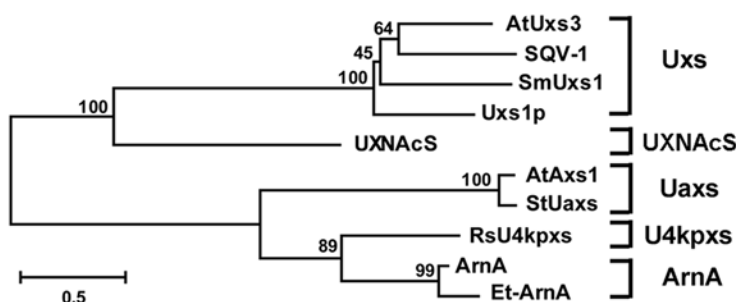 AtUxs3
64
SQV-1
Uxs
45
SmUxs1
100
Uxs1p
100
UXNAcS
UXNAcS
AtAxs1
100
Uaxs
StUaxs
RsU4kpxs
U4kpxs
89
ArnA
99
ArnA
Et-ArnA
0.5